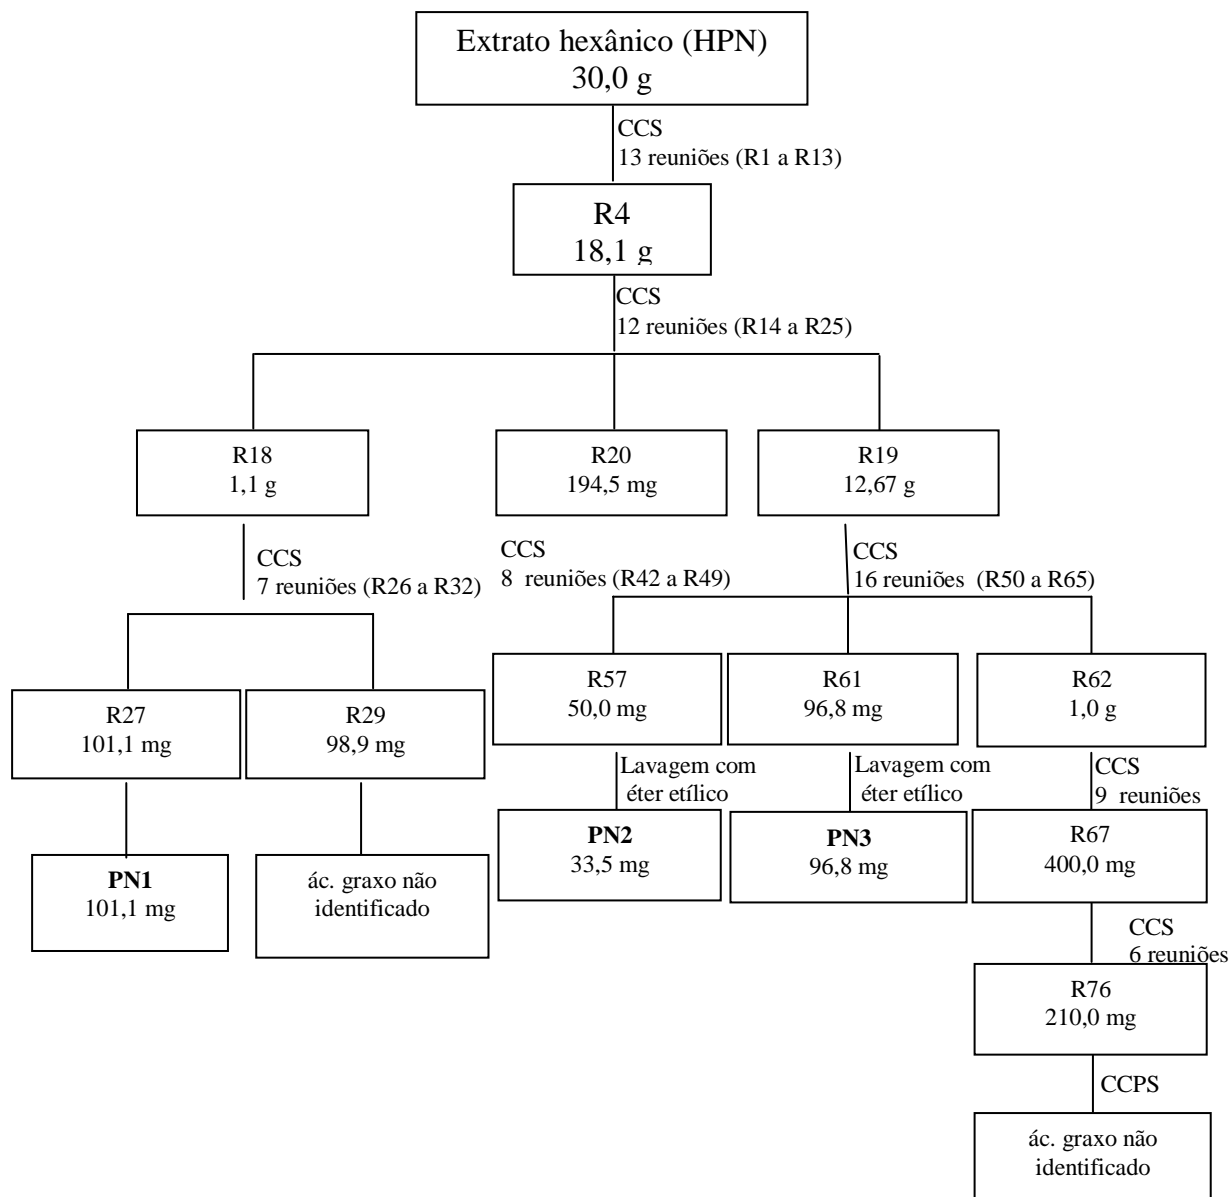 Extrato hexânico (HPN)
30,0 g
CCS
13 reuniões (R1 a R13)
R4
18,1 g
CCS
12 reuniões (R14 a R25)
R18
1,1 g
R20
194,5 mg
R19
12,67 g
CCS
7 reuniões (R26 a R32)
CCS
8 reuniões (R42 a R49)
CCS
16 reuniões (R50 a R65)
R27
101,1 mg
R29
98,9 mg
R57
50,0 mg
R61
96,8 mg
R62
1,0 g
Lavagem com
éter etílico
Lavagem com
éter etílico
CCS
9 reuniões
PN1
101,1 mg
ác. graxo não
identificado
PN2
33,5 mg
PN3
96,8 mg
R67
400,0 mg
CCS
6 reuniões
R76
210,0 mg
CCPS
ác. graxo não
identificado